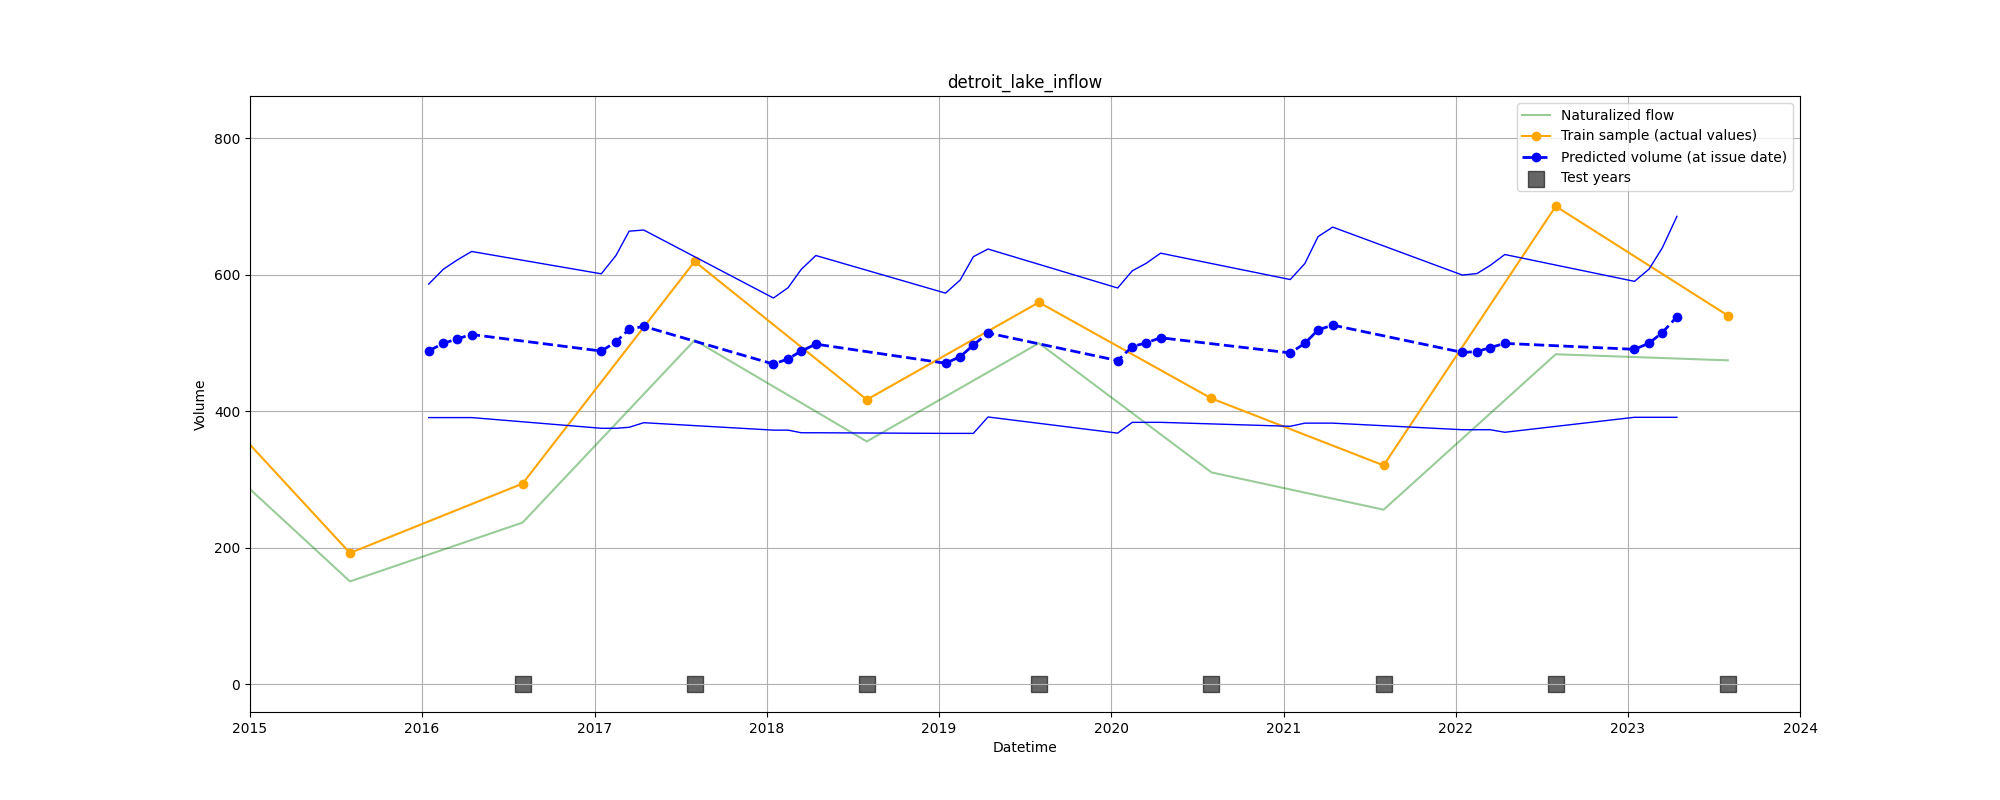 detroit_lake_inflow
Naturalized flow
Train sample (actual values)
Predicted volume (at issue date)
Test years
800
600
400
200
0
Volume
2015 2016 2017 2018 2019 2020 2021 2022 2023 2024
Datetime